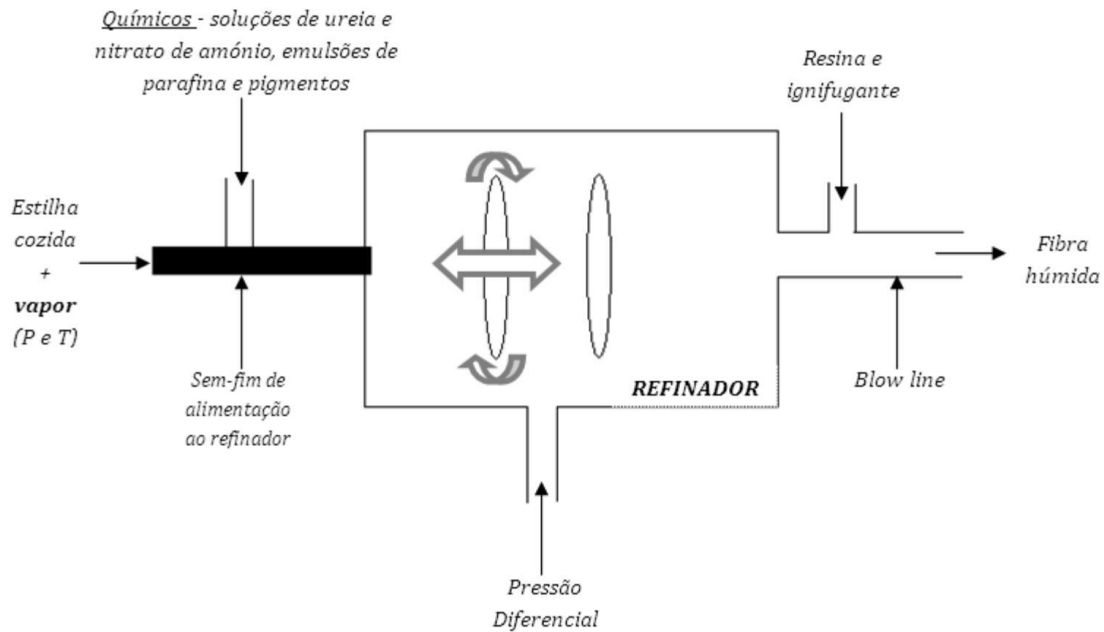 Químicos - soluções de ureia e
nitrato de amónio, emulsões de
parafina e pigmentos
Resina e
ignifugante
Estilha
cozida
+
vapor
(P e T)
Fibra
húmida
Sem-fim de
alimentação
ao refinador
REFINADOR
Blow line
Pressão
Diferencial